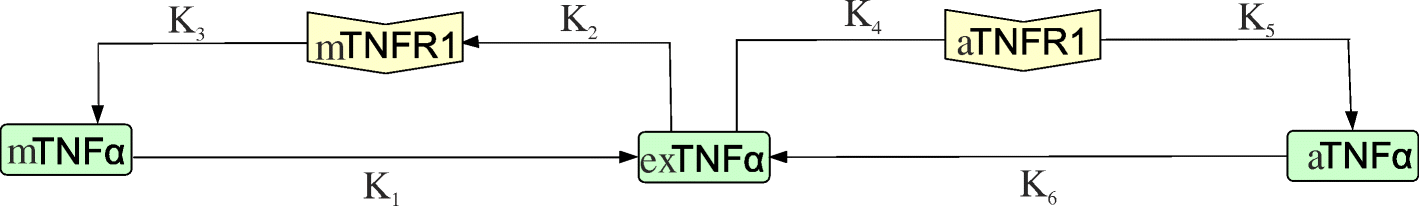 K3
mTNFR1
K2
K4
aTNFR1
K5
mTNFα
exTNFα
aTNFα
K1
K6